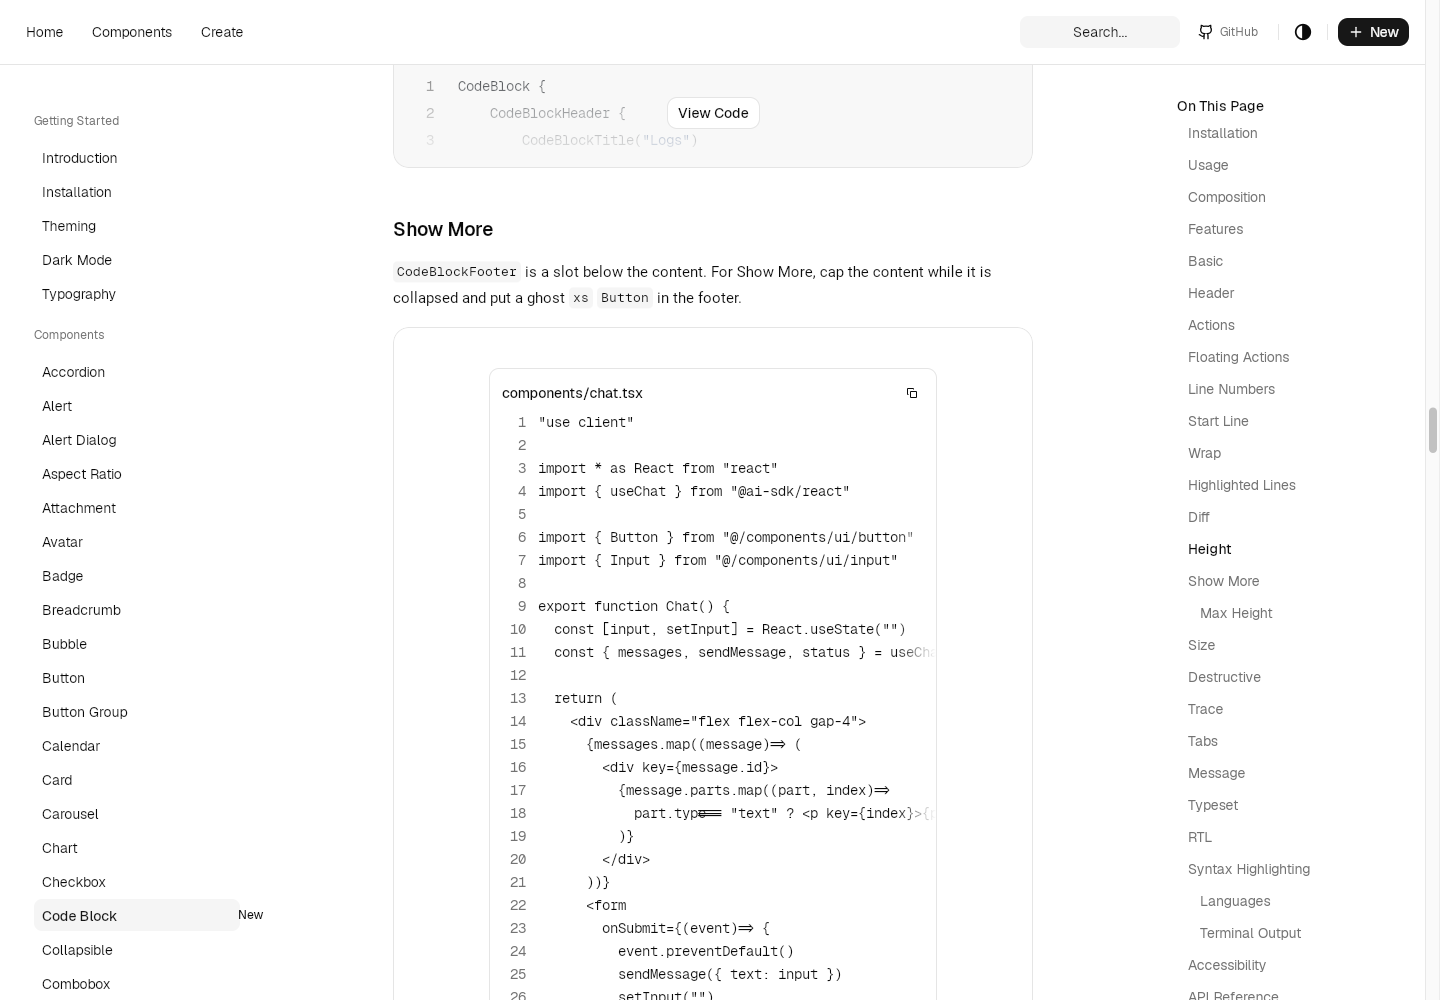 Home
Components
Create
Search...
GitHub
New
Getting Started
Introduction
Installation
Theming
Dark Mode
Typography
Components
Accordion
Alert
Alert Dialog
Aspect Ratio
Attachment
Avatar
Badge
Breadcrumb
Bubble
Button
Button Group
Calendar
Card
Carousel
Chart
Checkbox
Code Block
New
Collapsible
Combobox
1 CodeBlock {
2 CodeBlockHeader {
3 CodeBlockTitle("Logs")
View Code
Show More
CodeBlockFooter is a slot below the content. For Show More, cap the content while it is
collapsed and put a ghost xs Button in the footer.
components/chat.tsx
1 "use client"
2
3 import * as React from "react"
4 import { useChat } from "@ai-sdk/react"
5
6 import { Button } from "@/components/ui/button"
7 import { Input } from "@/components/ui/input"
8
9 export function Chat() {
10 const [input, setInput] = React.useState("")
11 const { messages, sendMessage, status } = useCha
12
13 return (
14 <div className="flex flex-col gap-4">
15 {messages.map((message)=> (
16 <div key={message.id}>
17 {message.parts.map((part, index)=>
18 part.type=== "text" ? <p key={index}>{p
19 )}
20 </div>
21 ))}
22 <form
23 onSubmit={(event)=> {
24 event.preventDefault()
25 sendMessage({ text: input })
26 setInput("")
On This Page
Installation
Usage
Composition
Features
Basic
Header
Actions
Floating Actions
Line Numbers
Start Line
Wrap
Highlighted Lines
Diff
Height
Show More
Max Height
Size
Destructive
Trace
Tabs
Message
Typeset
RTL
Syntax Highlighting
Languages
Terminal Output
Accessibility
API Reference